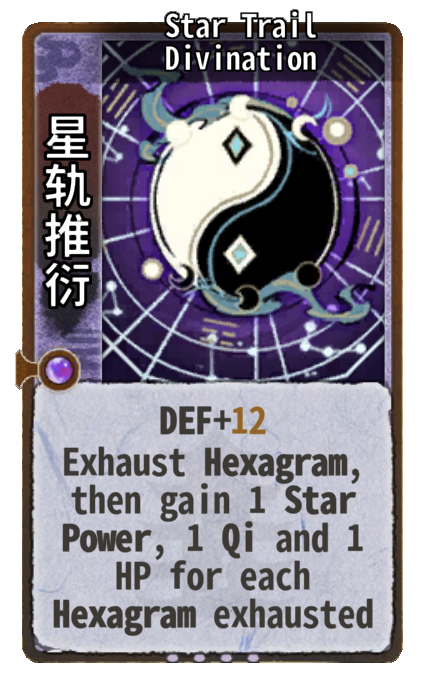 Star Trail
Divination
星轨推衍
DEF+12
Exhaust Hexagram,
then gain 1 Star
Power, 1 Qi and 1
HP for each
Hexagram exhausted